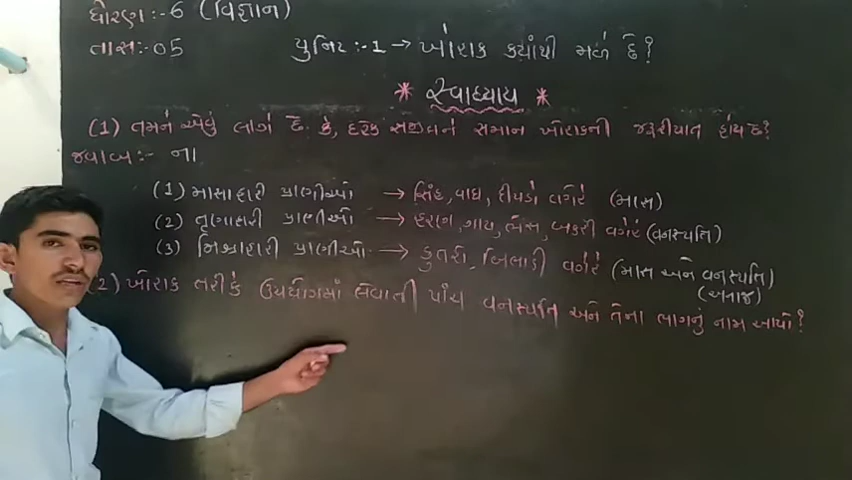 ધોરણ:-6 (વિજ્ઞાન)
તાસ:-05
યુનિટ:-1 → ખોરાક ક્યાંથી મળે છે?
* સ્વાધ્યાય *
(1) તમને એવું લાગે છે કે, દરેક સજીવને સમાન ખોરાકની જરૂરીયાત હોય છે?
જવાબ:- ના
(1) માંસાહારી પ્રાણીઓ → સિંહ, વાઘ, દીપડો વગેરે (માંસ)
(2) તૃણાહારી પ્રાણીઓ → હરણ, ગાય, ભેંસ, બકરી વગેરે (વનસ્પતિ)
(3) મિશ્રાહારી પ્રાણીઓ → કુતરો, બિલાડી વગેરે (માંસ અને વનસ્પતિ)
(અનાજ)
(2) ખોરાક તરીકે ઉપયોગમાં લેવાતી પાંચ વનસ્પતિ અને તેના ભાગનું નામ આપો?